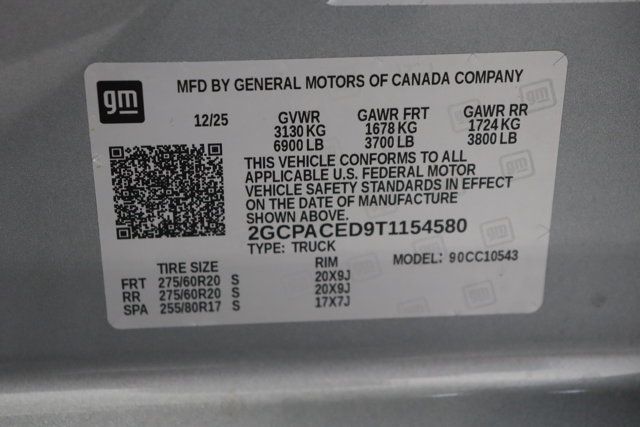 gm
MFD BY GENERAL MOTORS OF CANADA COMPANY
12/25 GVWR GAWR FRT GAWR RR
3130 KG 1678 KG 1724 KG
6900 LB 3700 LB 3800 LB
THIS VEHICLE CONFORMS TO ALL
APPLICABLE U.S. FEDERAL MOTOR
VEHICLE SAFETY STANDARDS IN EFFECT
ON THE DATE OF MANUFACTURE
SHOWN ABOVE.
2GCPACED9T1154580
TYPE: TRUCK MODEL: 90CC10543
TIRE SIZE RIM
FRT 275/60R20 S 20X9J
RR 275/60R20 S 20X9J
SPA 255/80R17 S 17X7J